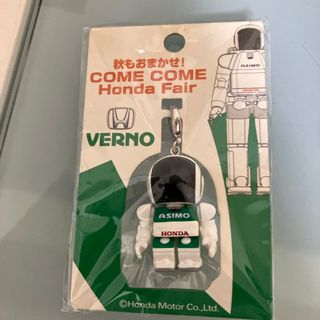 秋もおまかせ!
COME COME
Honda Fair
VERNO
ASIMO
ASIMO
HONDA
©Honda Motor Co.,Ltd.